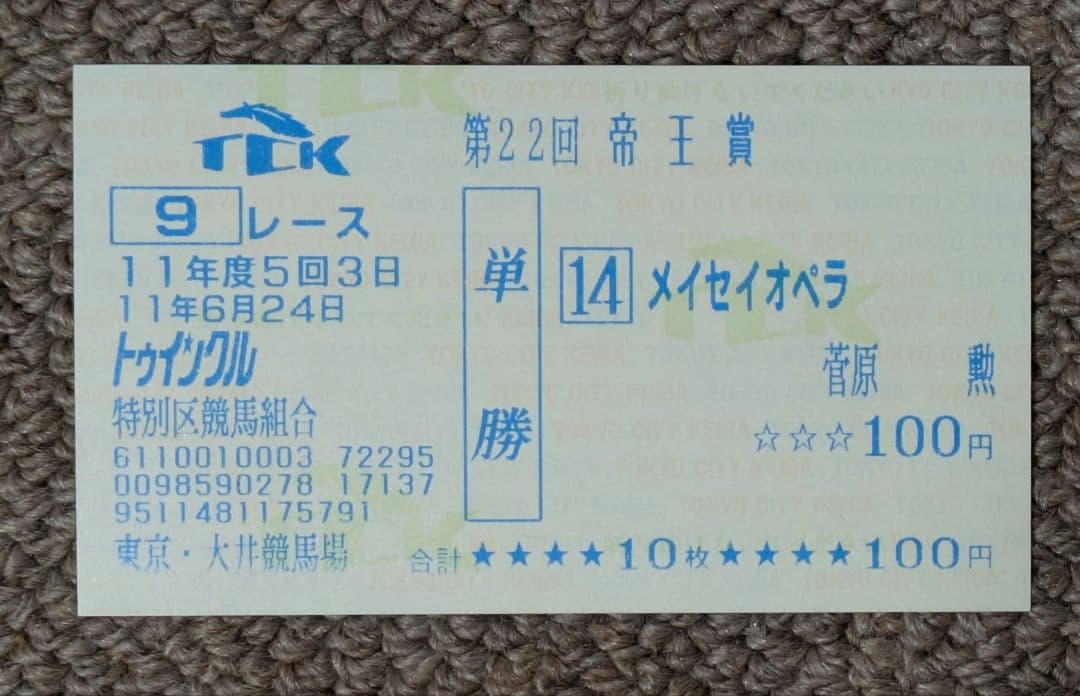 TCK
第22回 帝王賞
9 レース
11年度5回3日
11年6月24日
トゥインクル
特別区競馬組合
6110010003 72295
0098590278 17137
9511481175791
東京・大井競馬場
単勝
14 メイセイオペラ
菅原 勲
☆☆☆100円
合計★★★★10枚★★★★100円